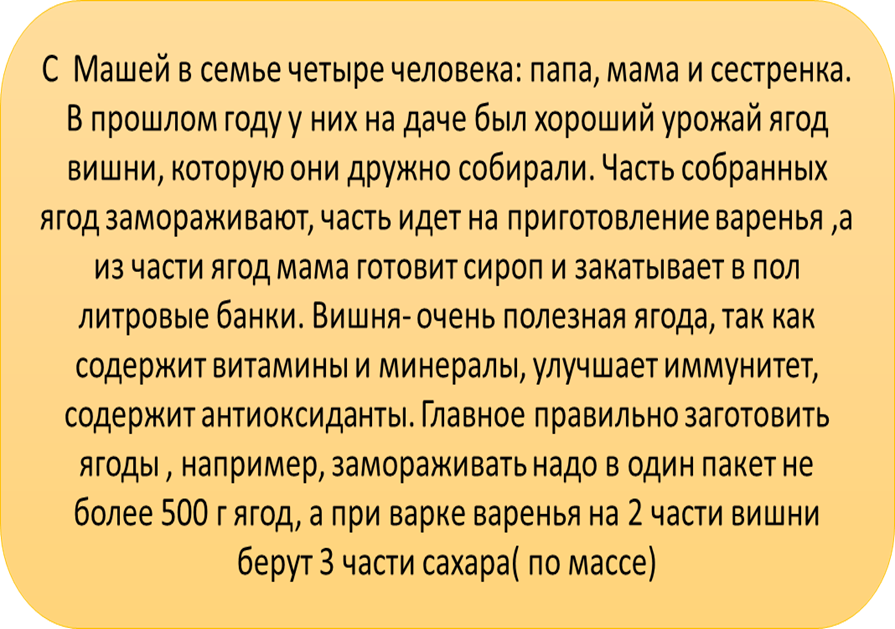 С  Машей в семье четыре человека: папа, мама и сестренка.
В прошлом году у них на даче был хороший урожай ягод
вишни, которую они дружно собирали. Часть собранных
ягод замораживают, часть идет на приготовление варенья ,а
из части ягод мама готовит сироп и закатывает в пол
литровые банки. Вишня- очень полезная ягода, так как
содержит витамины и минералы, улучшает иммунитет,
содержит антиоксиданты. Главное правильно заготовить
ягоды , например, замораживать надо в один пакет не
более 500 г ягод, а при варке варенья на 2 части вишни
берут 3 части сахара( по массе)